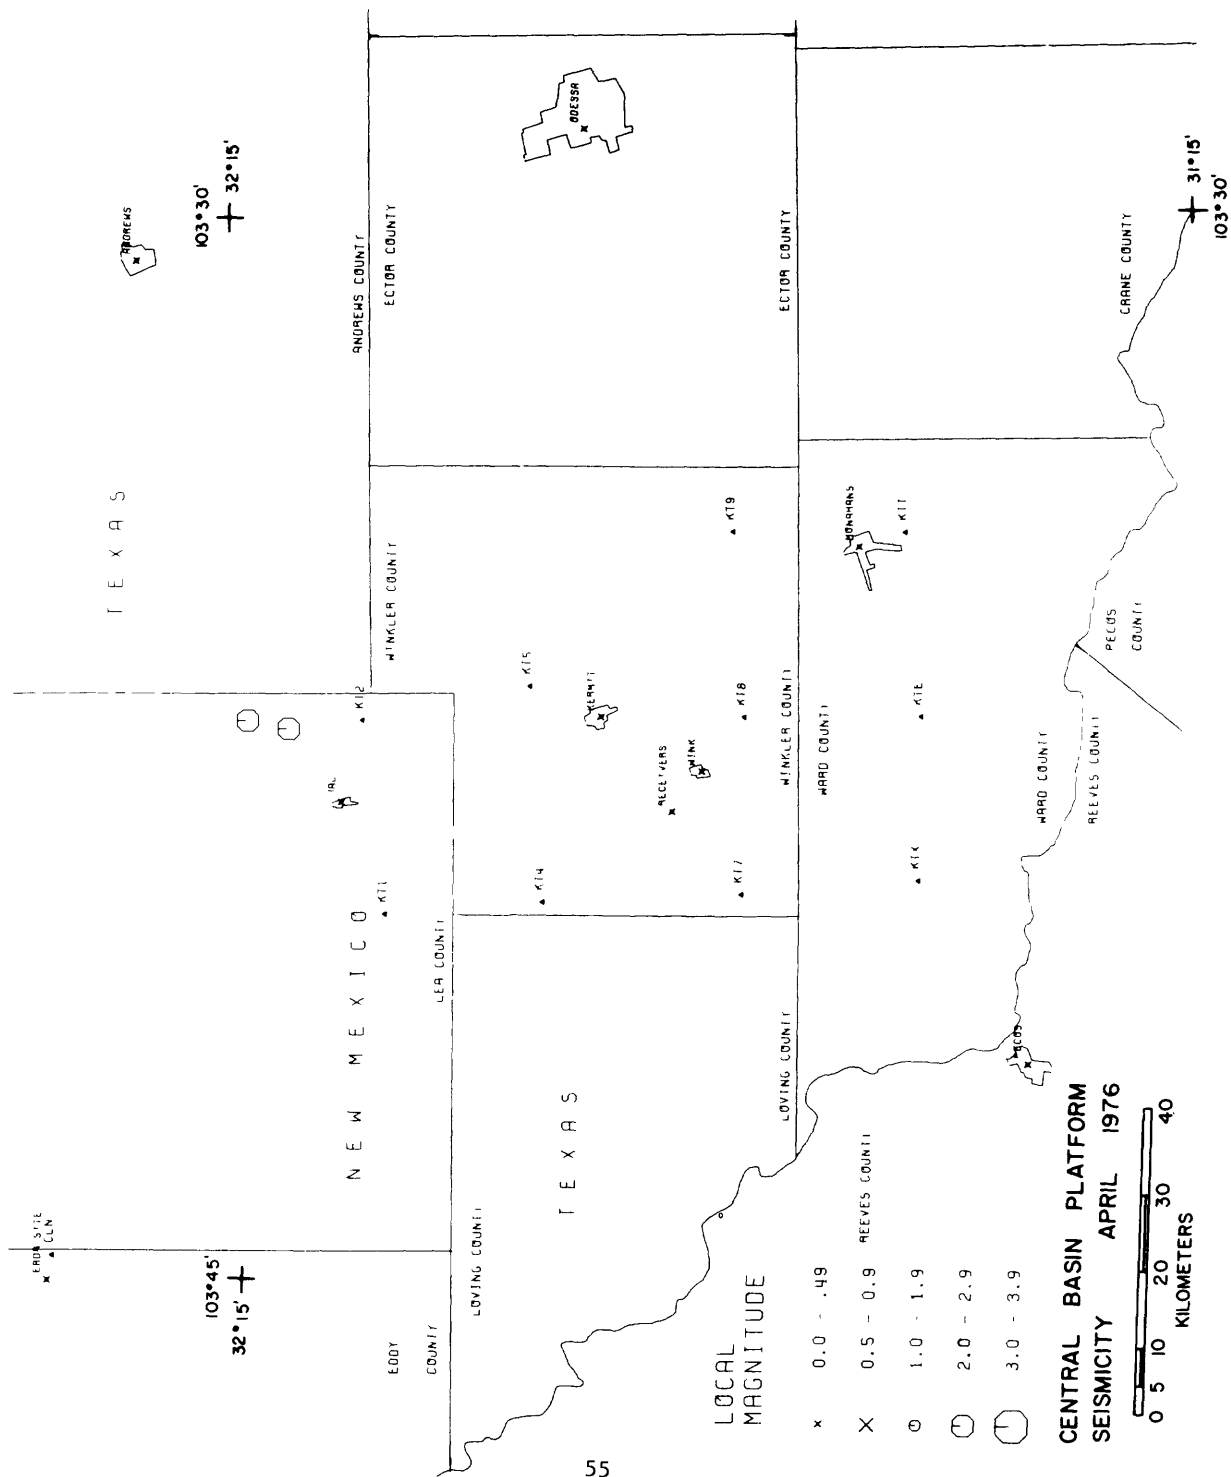 ANDREWS
103°30'
32°15'
TEXAS
ERDA SITE
CLN
103°45'
32°15'
NEW MEXICO
KT1
KT2
ANDREWS COUNTY
ECTOR COUNTY
WINKLER COUNTY
LEA COUNTY
EDDY
COUNTY
LOVING COUNTY
ODESSA
KT5
KT4
KERMIT
TEXAS
RECEIVERS
WINK
KT7
KT8
KT9
ECTOR COUNTY
WINKLER COUNTY
WARD COUNTY
LOVING COUNTY
REEVES COUNTY
MONAHANS
WARD COUNTY
REEVES COUNTY
PECOS
COUNTY
CRANE COUNTY
31°15'
103°30'
LOCAL
MAGNITUDE
0.0 - .49
0.5 - 0.9
1.0 - 1.9
2.0 - 2.9
3.0 - 3.9
CENTRAL BASIN PLATFORM
SEISMICITY APRIL 1976
0 5 10 20 30 40
KILOMETERS
55